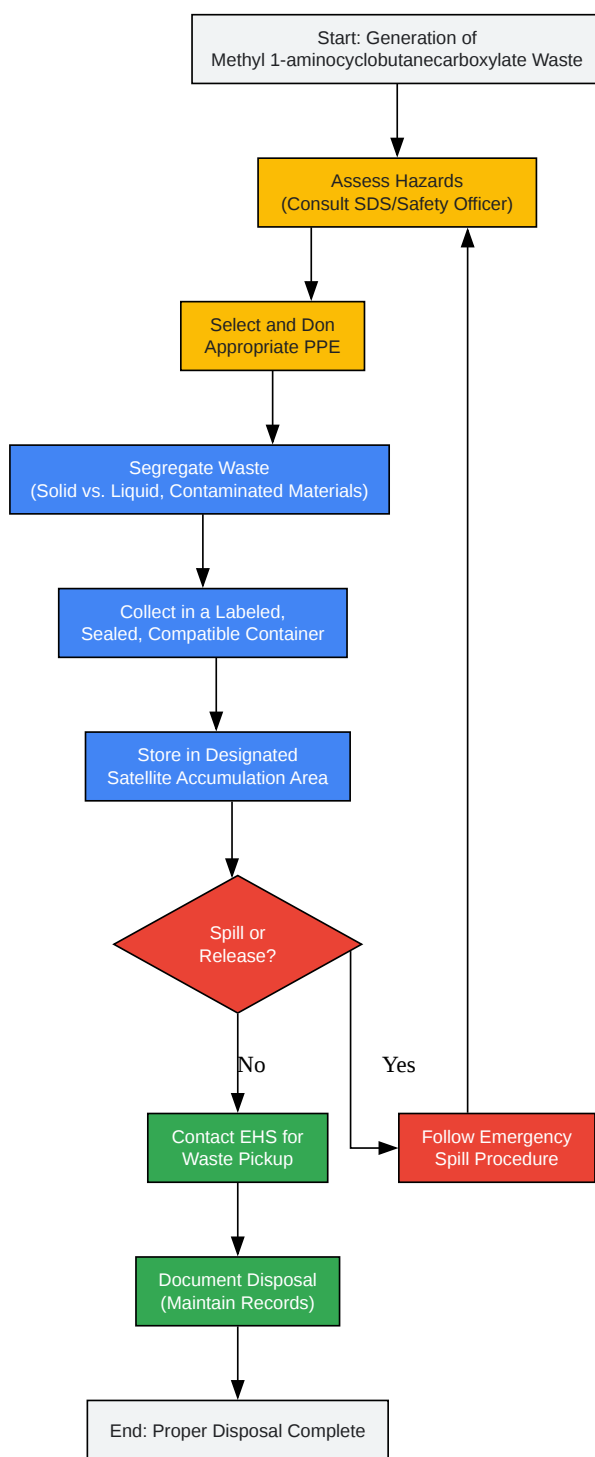 Start: Generation of
Methyl 1-aminocyclobutanecarboxylate Waste
Assess Hazards
(Consult SDS/Safety Officer)
Select and Don
Appropriate PPE
Segregate Waste
(Solid vs. Liquid, Contaminated Materials)
Collect in a Labeled,
Sealed, Compatible Container
Store in Designated
Satellite Accumulation Area
Spill or
Release?
No
Yes
Contact EHS for
Waste Pickup
Follow Emergency
Spill Procedure
Document Disposal
(Maintain Records)
End: Proper Disposal Complete